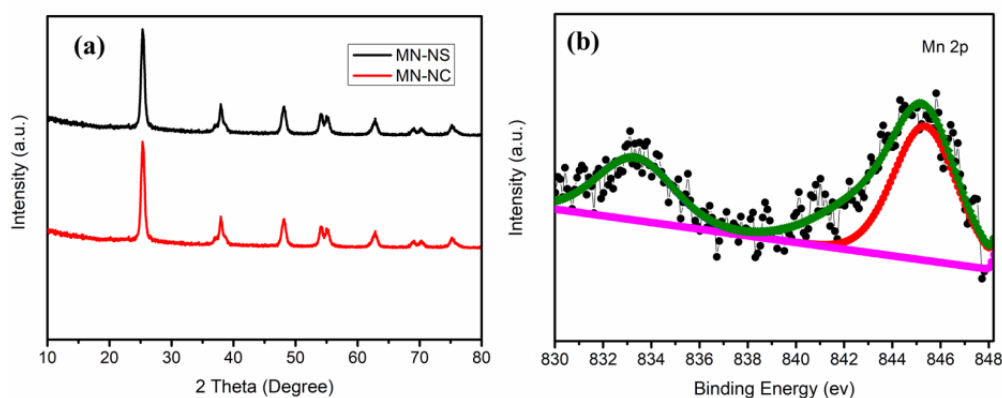 (a)
MN-NS
MN-NC
Intensity (a.u.)
10 20 30 40 50 60 70 80
2 Theta (Degree)
(b)
Mn 2p
Intensity (a.u.)
830 832 834 836 838 840 842 844 846 848
Binding Energy (ev)